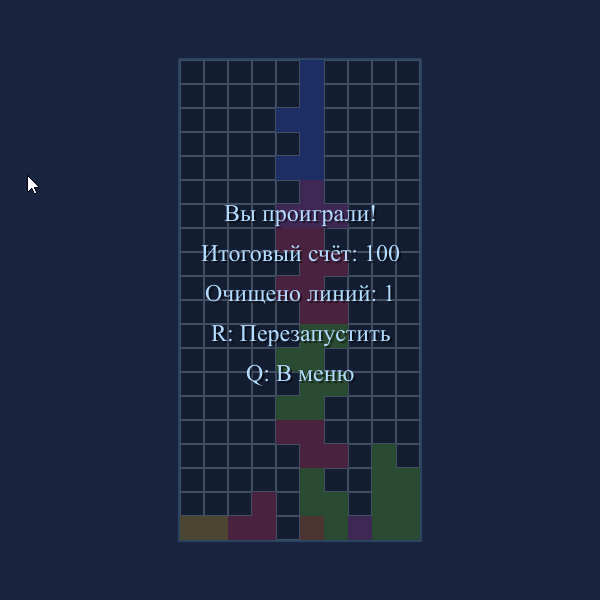 Вы проиграли!
Итоговый счёт: 100
Очищено линий: 1
R: Перезапустить
Q: В меню